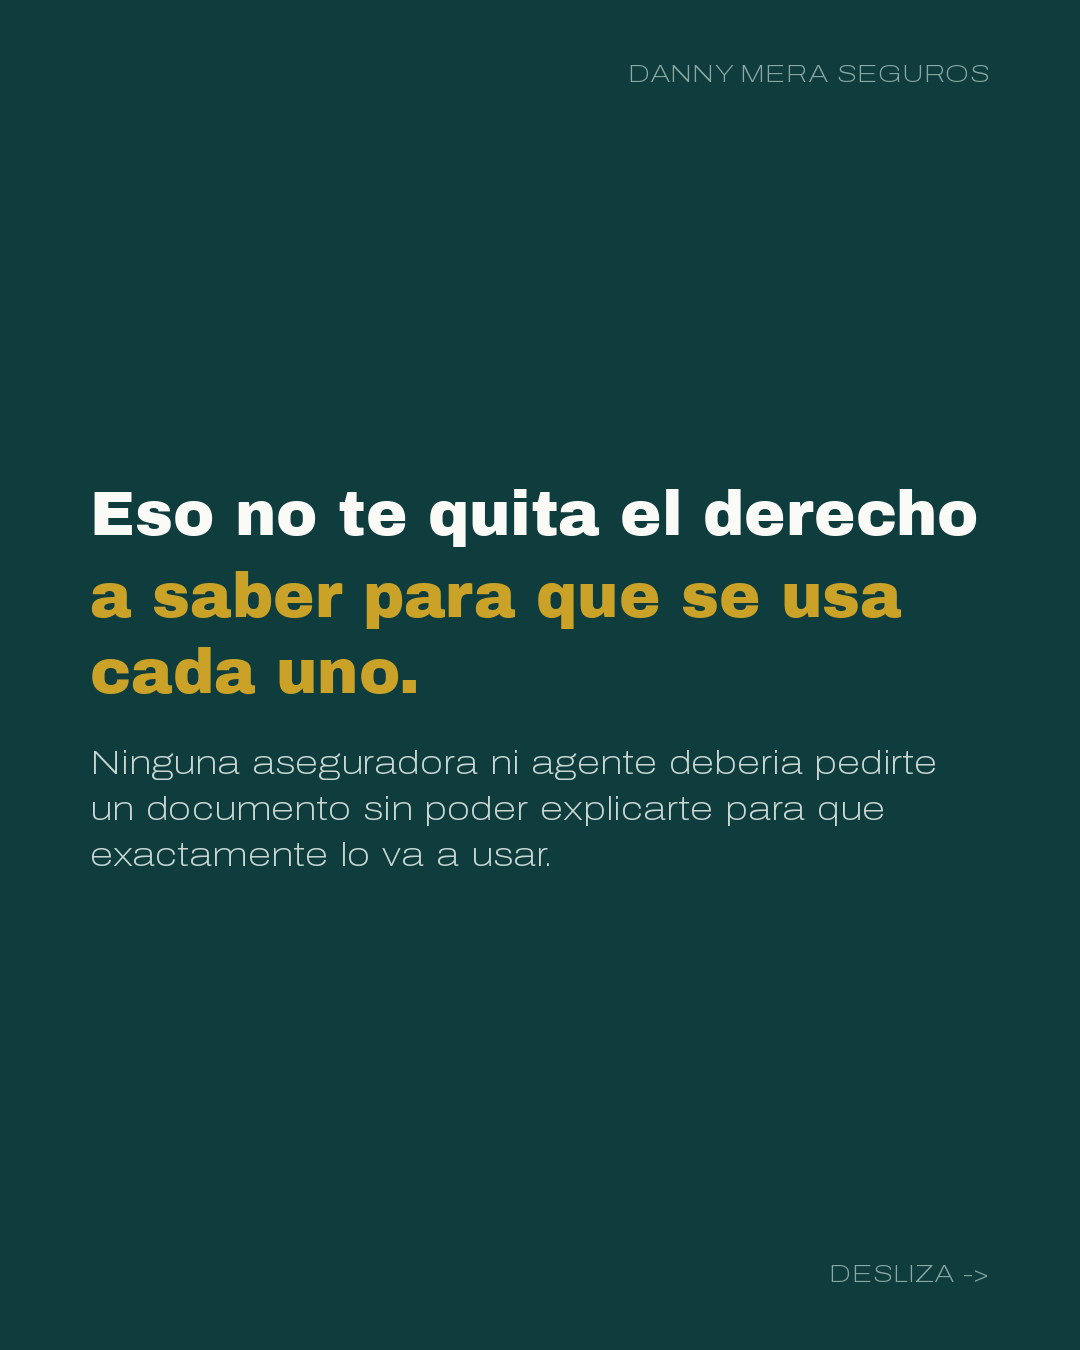 DANNY MERA SEGUROS
Eso no te quita el derecho
a saber para que se usa
cada uno.
Ninguna aseguradora ni agente deberia pedirte
un documento sin poder explicarte para que
exactamente lo va a usar.
DESLIZA ->